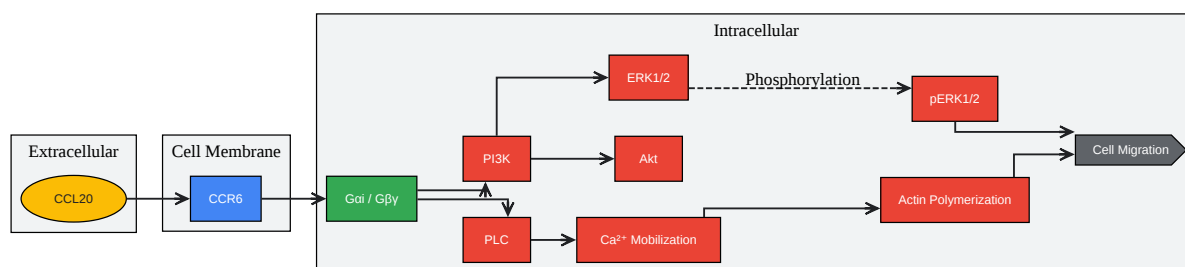 Intracellular
ERK1/2
Phosphorylation
pERK1/2
Extracellular
Cell Membrane
PI3K
Akt
Cell Migration
CCL20
CCR6
Gαi / Gβγ
Actin Polymerization
PLC
Ca²⁺ Mobilization